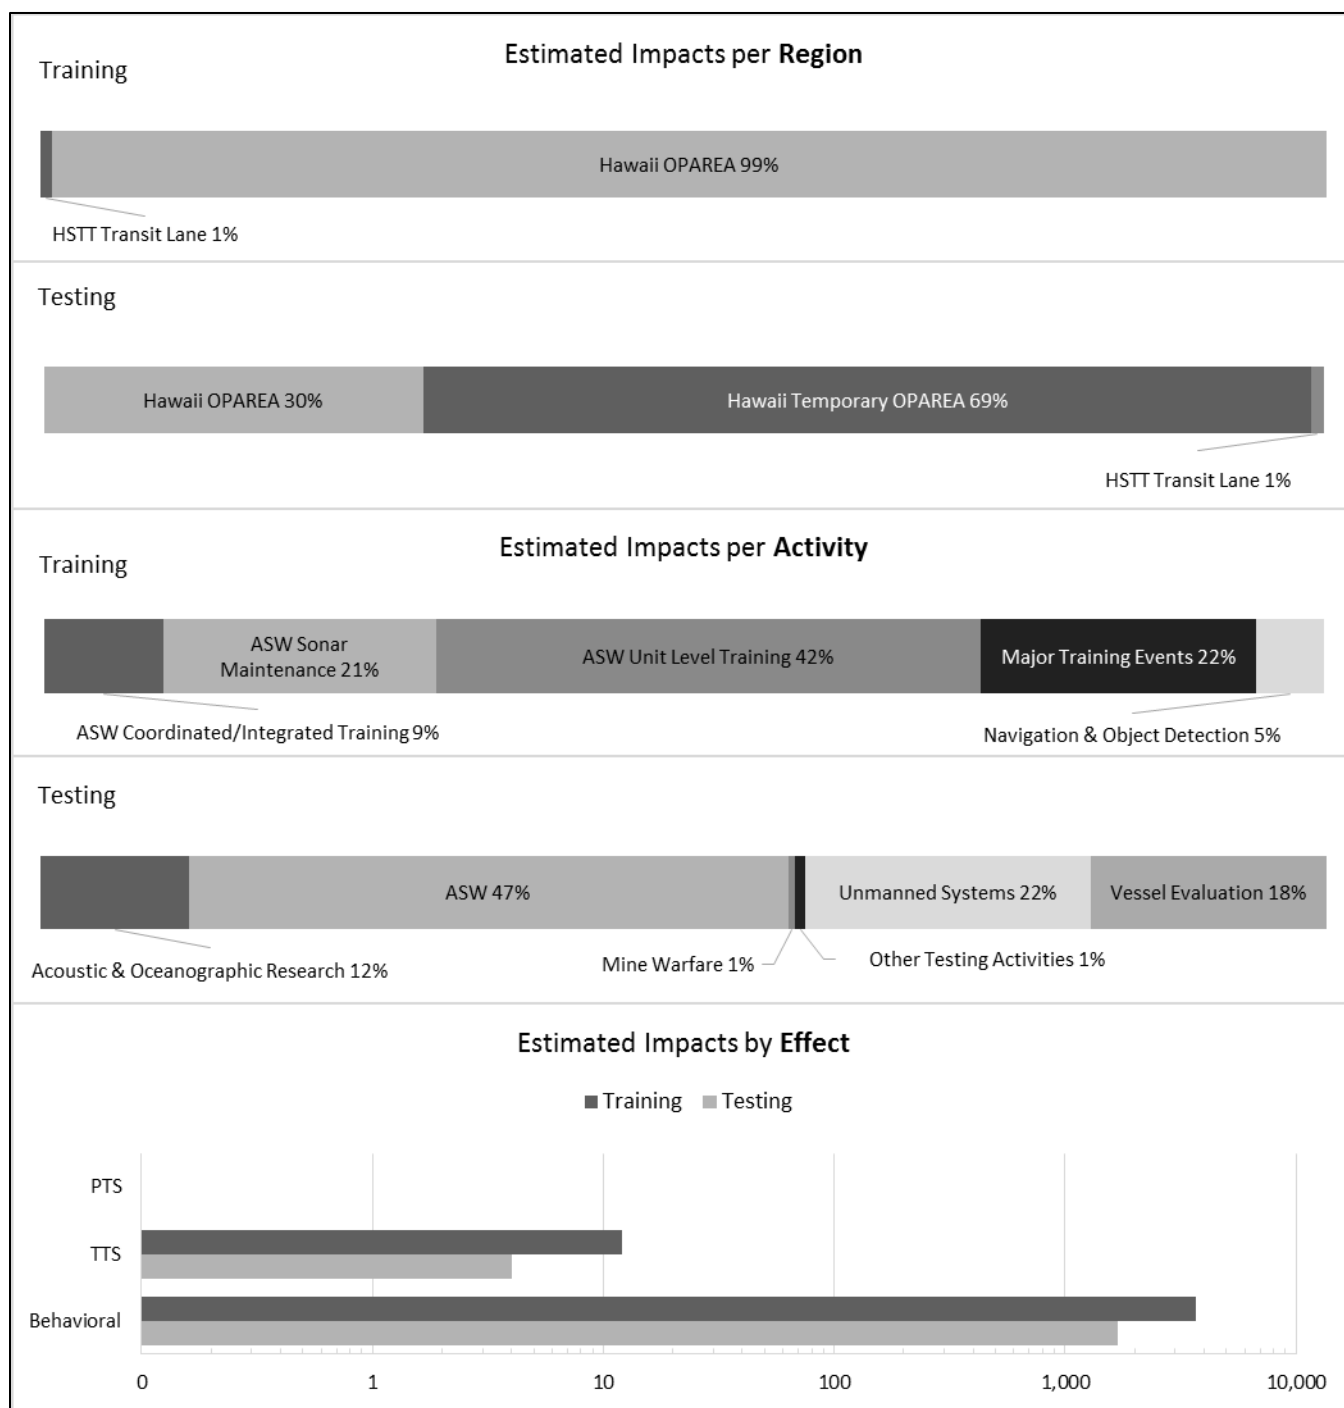 Estimated Impacts per Region
Training
Hawaii OPAREA 99%
HSTT Transit Lane 1%
Testing
Hawaii OPAREA 30%
Hawaii Temporary OPAREA 69%
HSTT Transit Lane 1%
Estimated Impacts per Activity
Training
ASW Sonar
Maintenance 21%
ASW Unit Level Training 42%
Major Training Events 22%
ASW Coordinated/Integrated Training 9%
Navigation & Object Detection 5%
Testing
ASW 47%
Unmanned Systems 22%
Vessel Evaluation 18%
Acoustic & Oceanographic Research 12%
Mine Warfare 1%
Other Testing Activities 1%
Estimated Impacts by Effect
Training
Testing
PTS
TTS
Behavioral
0
1
10
100
1,000
10,000